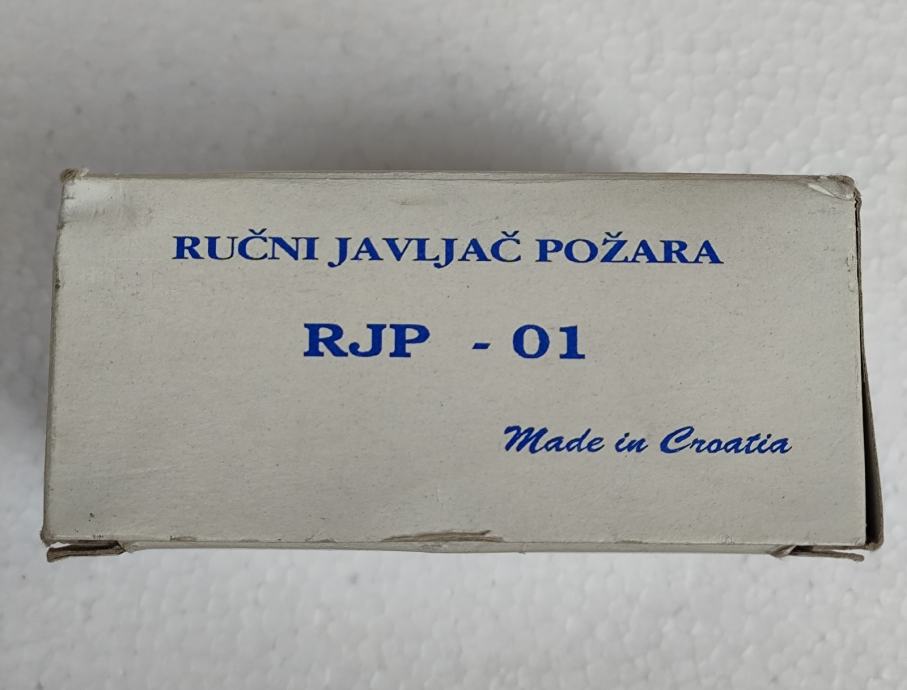 RUČNI JAVLJAČ POŽARA
RJP - 01
Made in Croatia